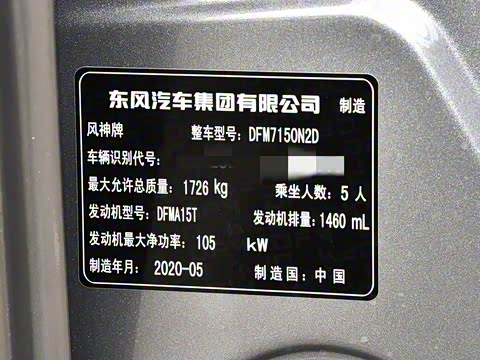 东风汽车集团有限公司 制造
风神牌 整车型号: DFM7150N2D
车辆识别代号:
最大允许总质量: 1726 kg 乘坐人数: 5 人
发动机型号: DFMA15T 发动机排量: 1460 mL
发动机最大净功率: 105 kW
制造年月: 2020-05 制造国: 中国